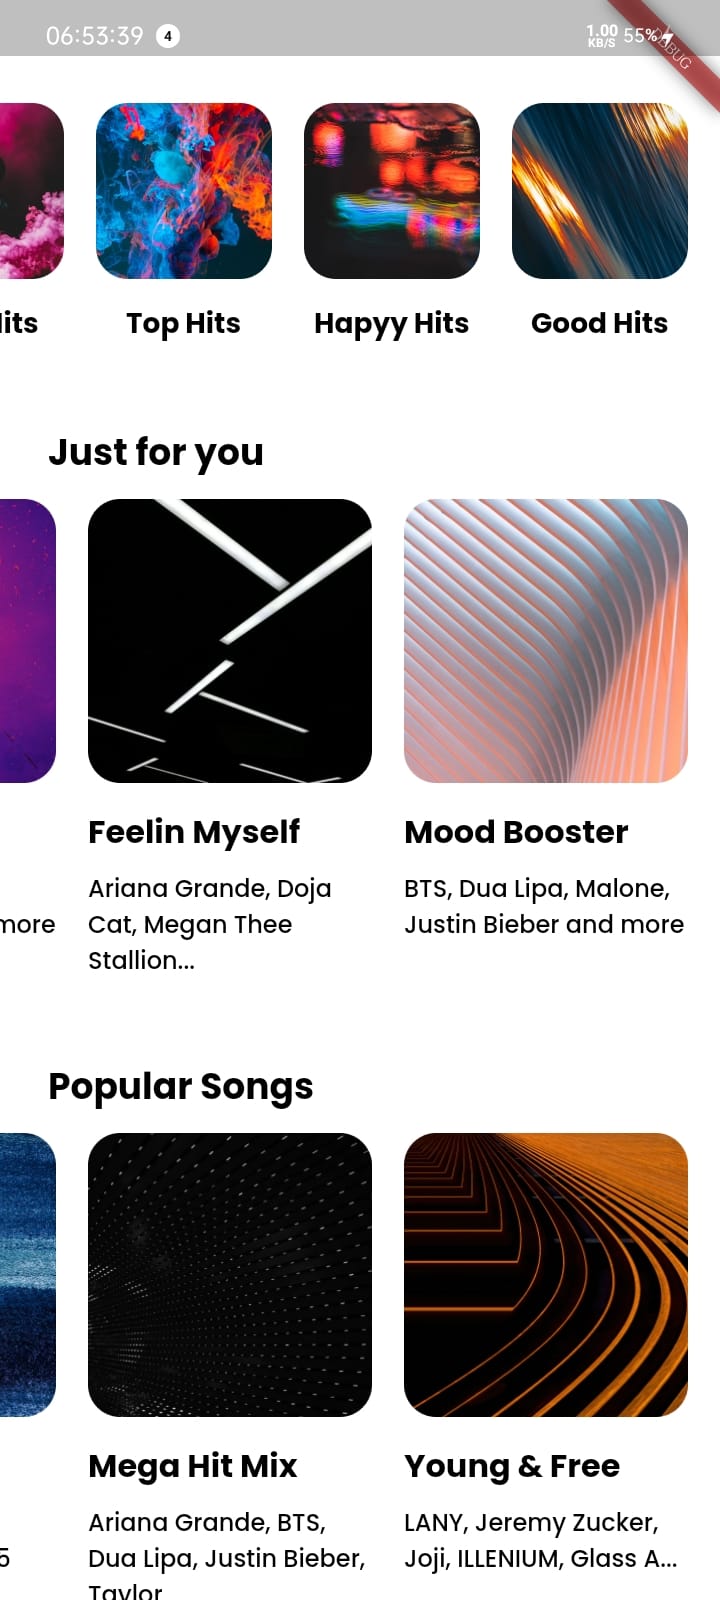 06:53:39 4 1.00 KB/S 55% DEBUG
Hits Top Hits Hapyy Hits Good Hits
Just for you
Feelin Myself Mood Booster
Ariana Grande, Doja BTS, Dua Lipa, Malone,
more Cat, Megan Thee Justin Bieber and more
Stallion...
Popular Songs
Mega Hit Mix Young & Free
Ariana Grande, BTS, LANY, Jeremy Zucker,
5 Dua Lipa, Justin Bieber, Joji, ILLENIUM, Glass A...
Taylor